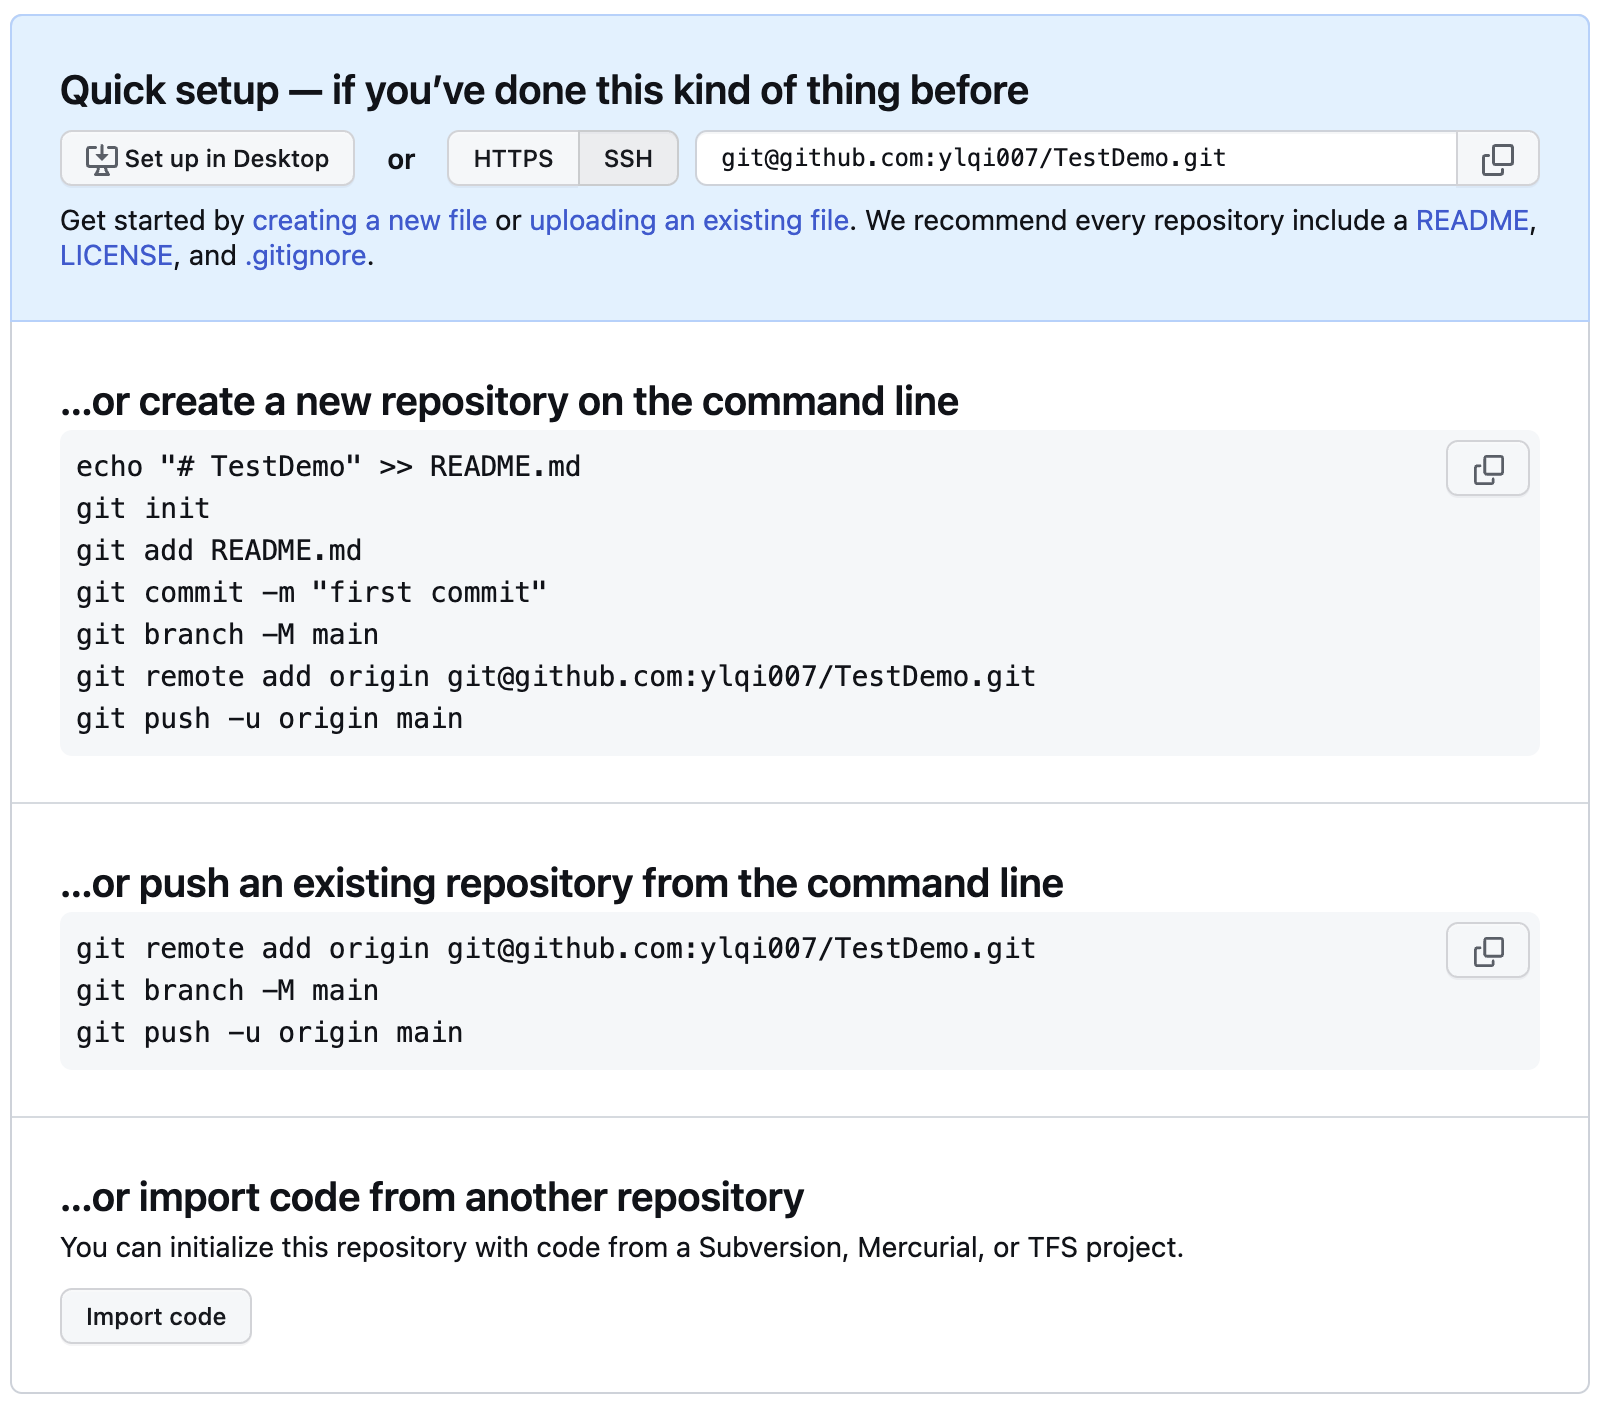 Quick setup — if you’ve done this kind of thing before
Set up in Desktop or HTTPS SSH git@github.com:ylqi007/TestDemo.git
Get started by creating a new file or uploading an existing file. We recommend every repository include a README,
LICENSE, and .gitignore.
…or create a new repository on the command line
echo "# TestDemo" >> README.md
git init
git add README.md
git commit -m "first commit"
git branch -M main
git remote add origin git@github.com:ylqi007/TestDemo.git
git push -u origin main
…or push an existing repository from the command line
git remote add origin git@github.com:ylqi007/TestDemo.git
git branch -M main
git push -u origin main
…or import code from another repository
You can initialize this repository with code from a Subversion, Mercurial, or TFS project.
Import code